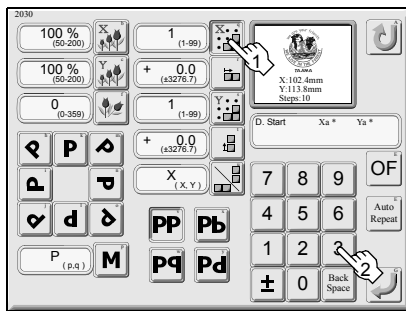 2030
100 %
(50-200)
X
1
(1-99)
X
100 %
(50-200)
Y
+ 0.0
(±3276.7)
TAJIMA
X:102.4mm
Y:113.8mm
Steps:10
0
(0-359)
1
(1-99)
Y
+ 0.0
(±3276.7)
D. Start Xa * Ya *
P P P
X
(X, Y)
P P
P P P
7 8 9 OF
PP Pb
4 5 6 Auto
Repeat
P
(p,q)
M
Pq Pd
1 2 3
± 0 Back
Space
1
2